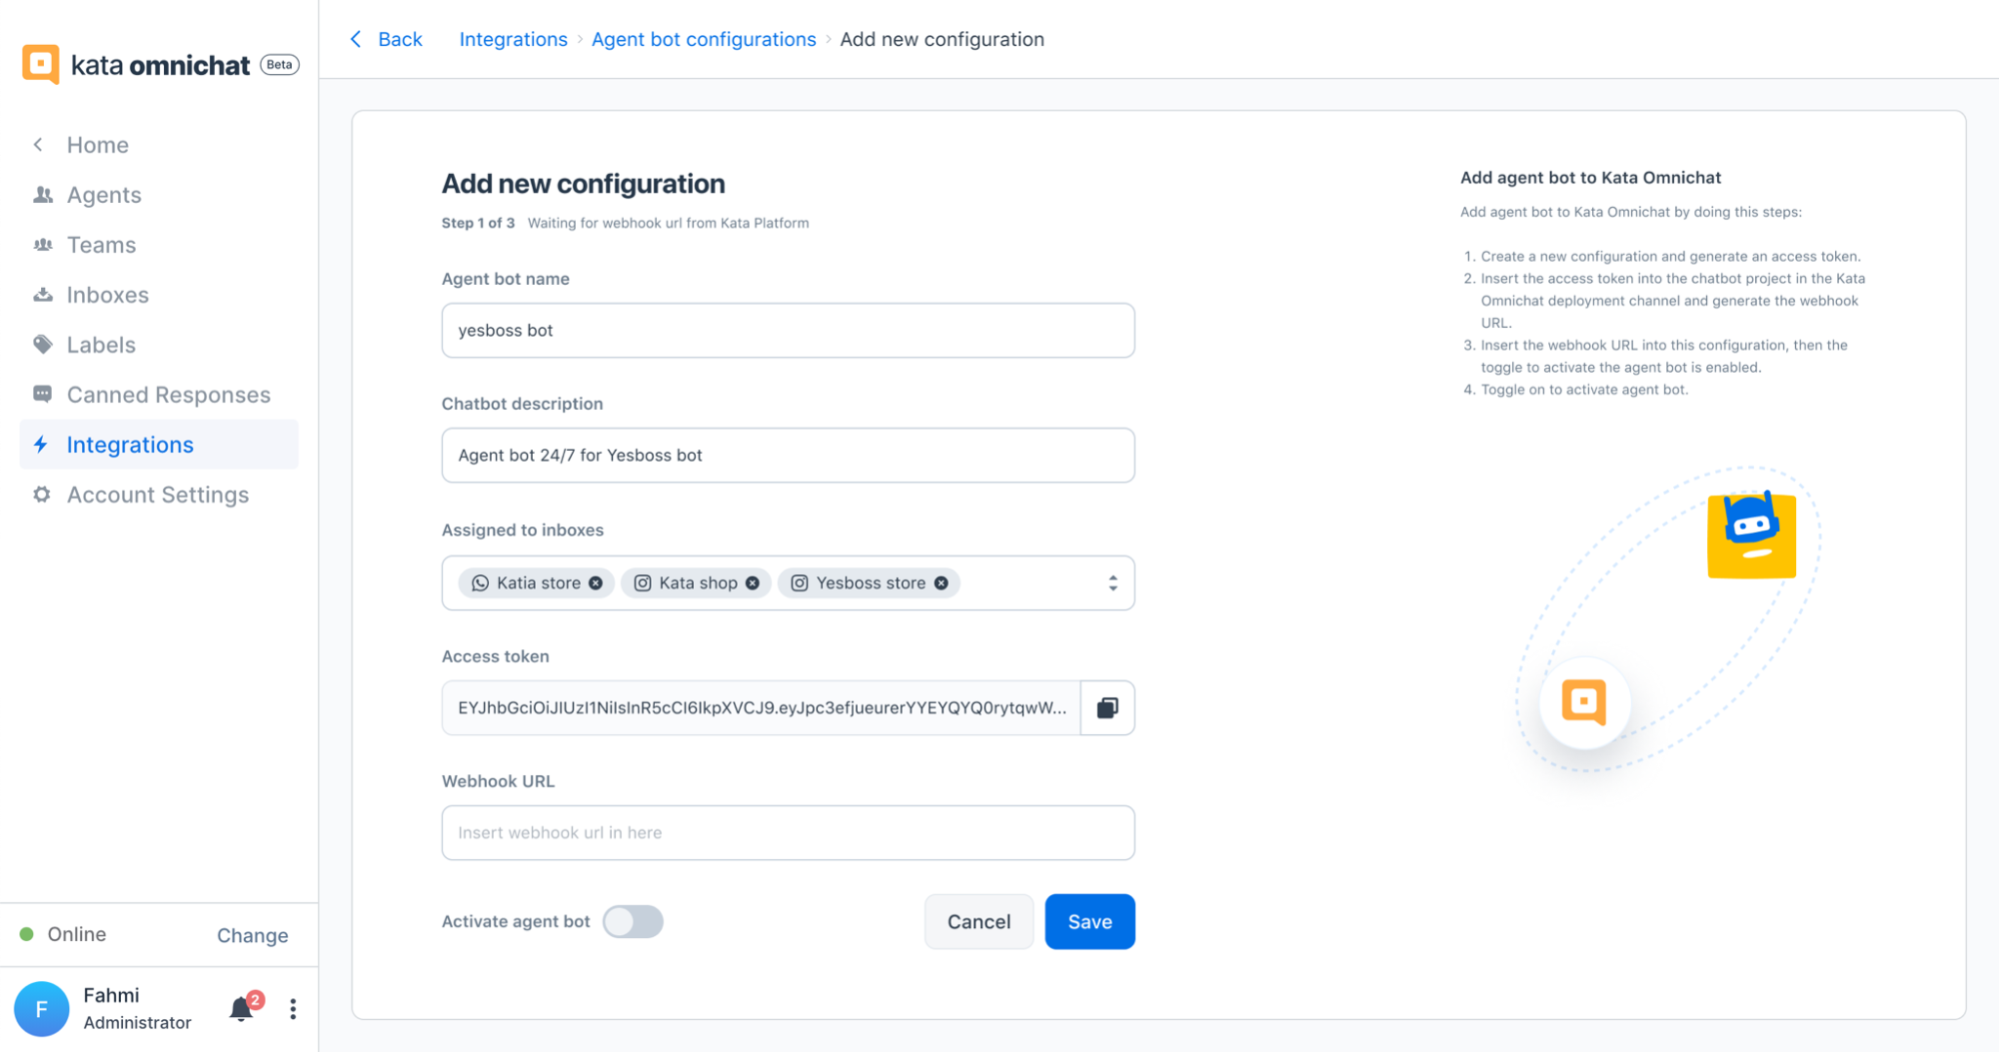 kata omnichat Beta
Home
Agents
Teams
Inboxes
Labels
Canned Responses
Integrations
Account Settings
Online Change
F
Fahmi
Administrator
2
Back Integrations › Agent bot configurations › Add new configuration
Add new configuration
Step 1 of 3 Waiting for webhook url from Kata Platform
Agent bot name
yesboss bot
Chatbot description
Agent bot 24/7 for Yesboss bot
Assigned to inboxes
Katia store Kata shop Yesboss store
Access token
EYJhbGciOiJIUzI1NiIsInR5cCI6IkpXVCJ9.eyJpc3efjueurerYYEYQYQ0rytqwW...
Webhook URL
Insert webhook url in here
Activate agent bot Cancel Save
Add agent bot to Kata Omnichat
Add agent bot to Kata Omnichat by doing this steps:
1. Create a new configuration and generate an access token.
2. Insert the access token into the chatbot project in the Kata
Omnichat deployment channel and generate the webhook
URL.
3. Insert the webhook URL into this configuration, then the
toggle to activate the agent bot is enabled.
4. Toggle on to activate agent bot.